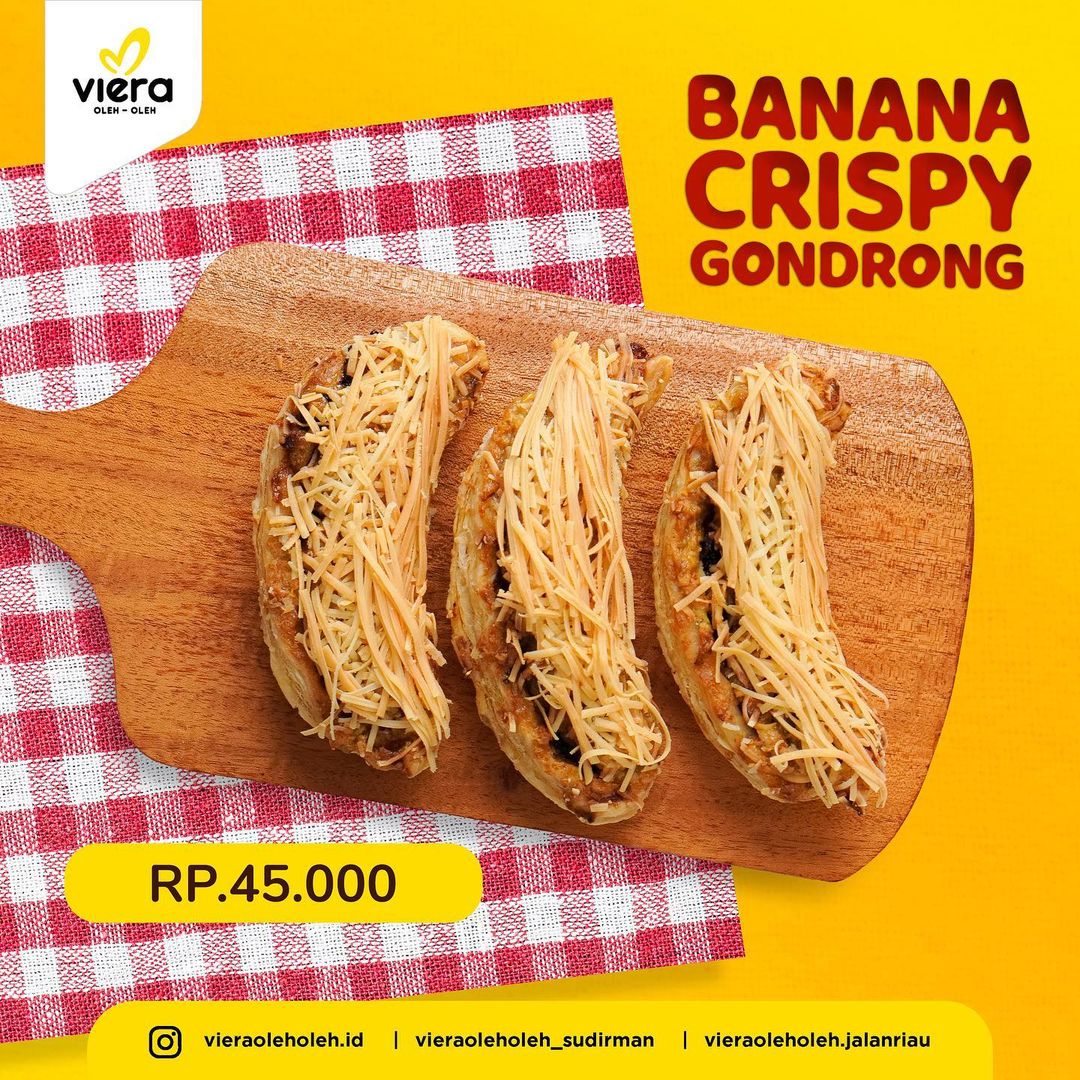 viera
OLEH - OLEH
BANANA
CRISPY
GONDRONG
RP.45.000
vieraoleholeh.id | vieraoleholeh_sudirman | vieraoleholeh.jalanriau